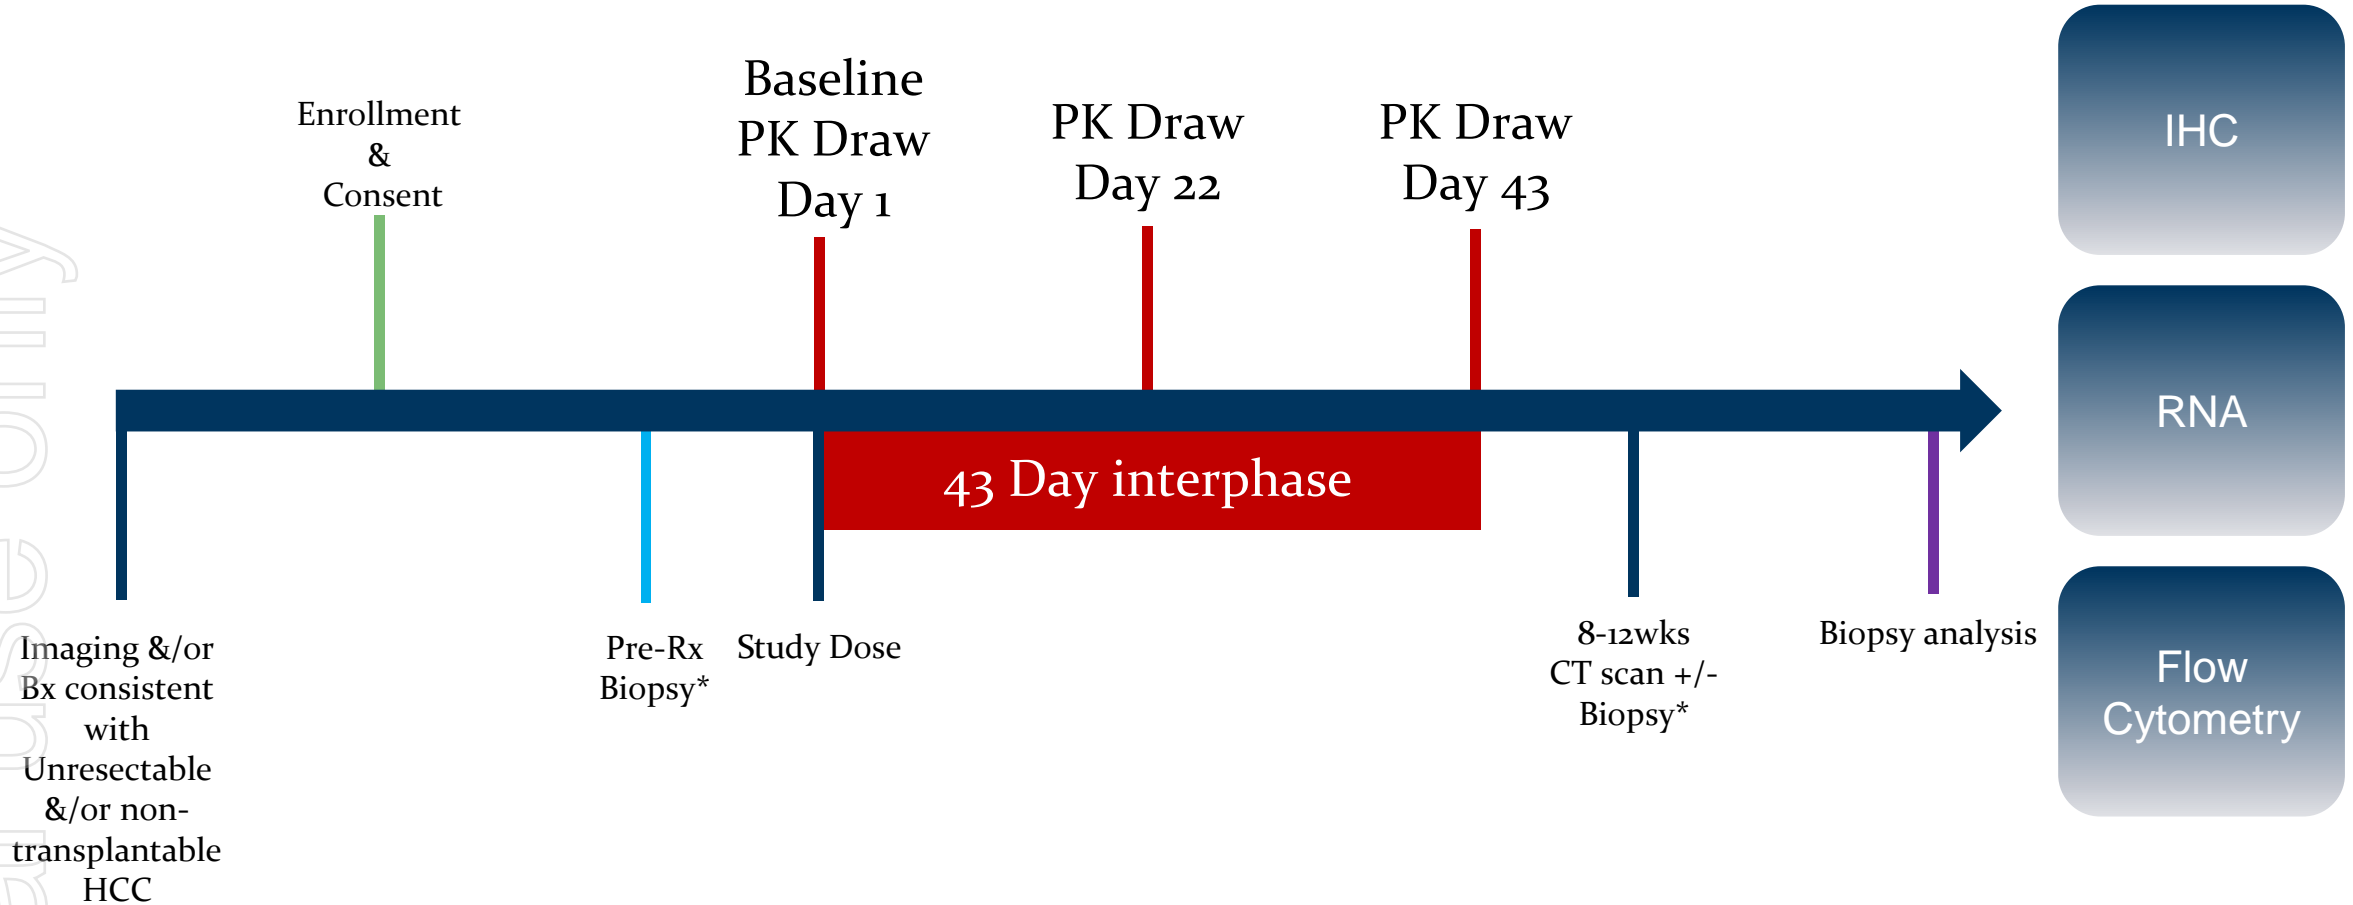 Enrollment
&
Consent
Baseline
PK Draw
Day 1
PK Draw
Day 22
PK Draw
Day 43
43 Day interphase
Imaging &/or
Bx consistent
with
Unresectable
&/or non-
transplantable
HCC
Pre-Rx
Biopsy*
Study Dose
8-12wks
CT scan +/-
Biopsy*
Biopsy analysis
IHC
RNA
Flow
Cytometry
use only